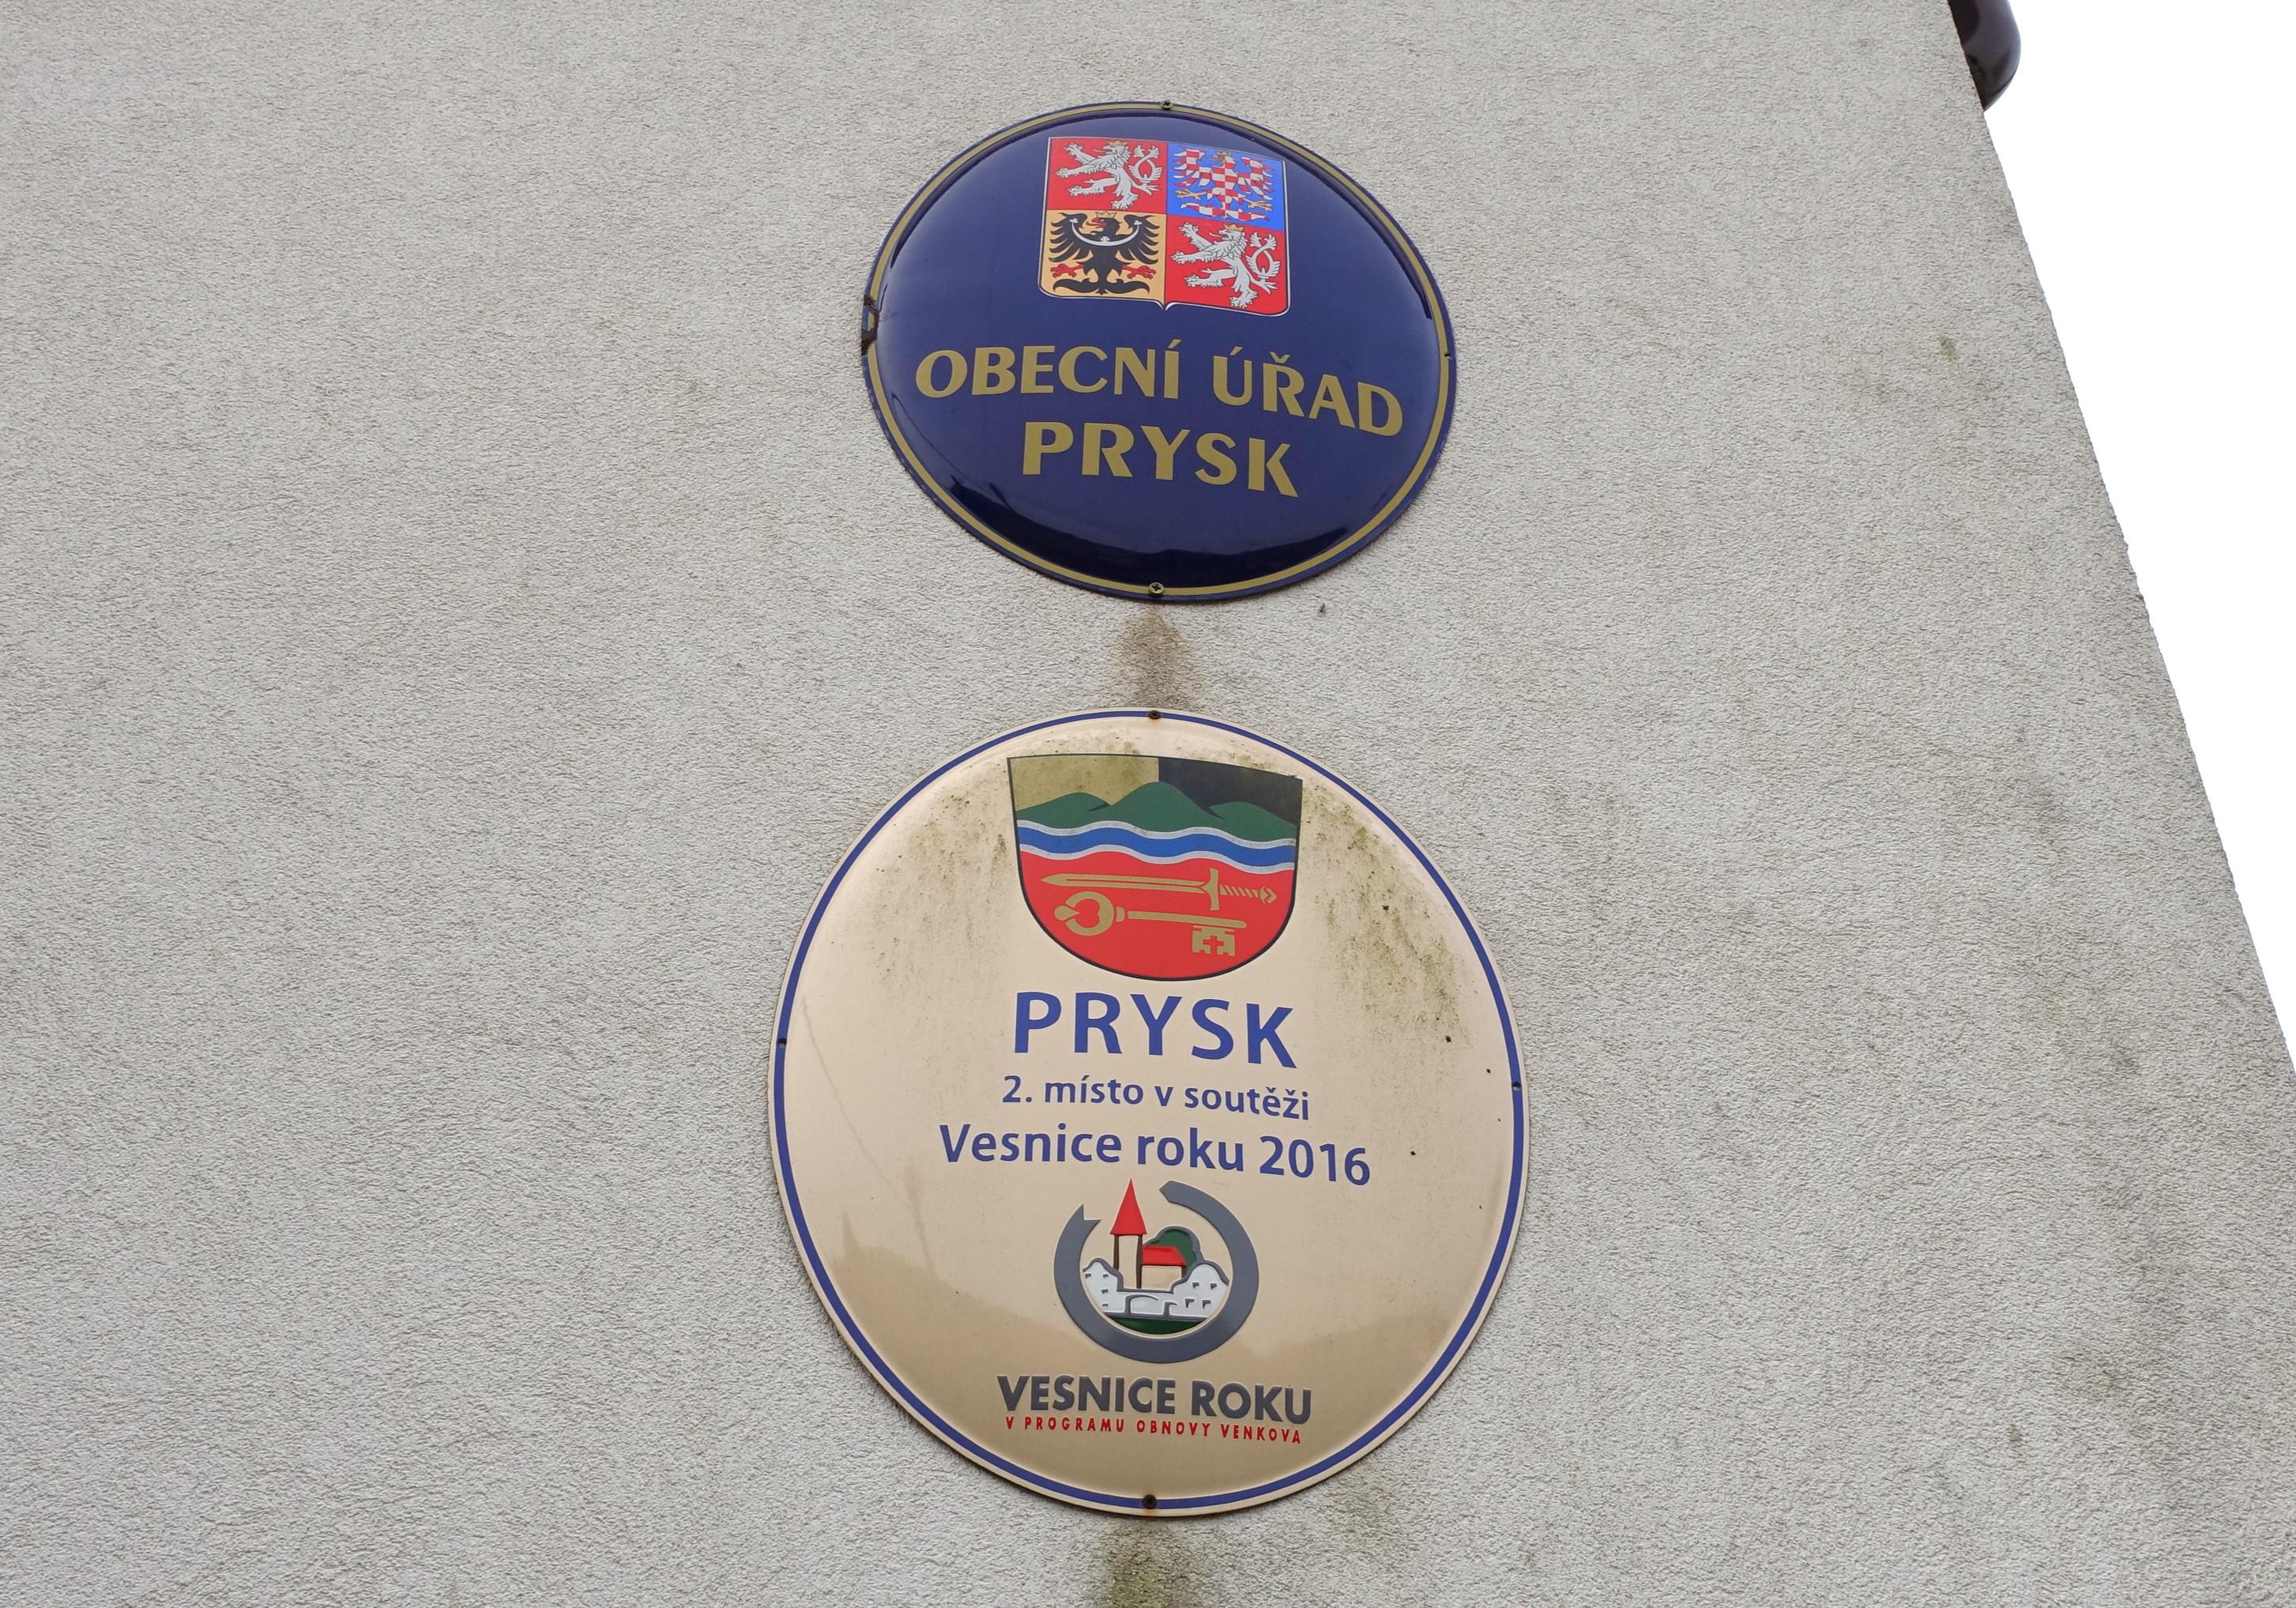 OBECNÍ ÚŘAD
PRYSK
PRYSK
2. místo v soutěži
Vesnice roku 2016
VESNICE ROKU
V PROGRAMU OBNOVY VENKOVA